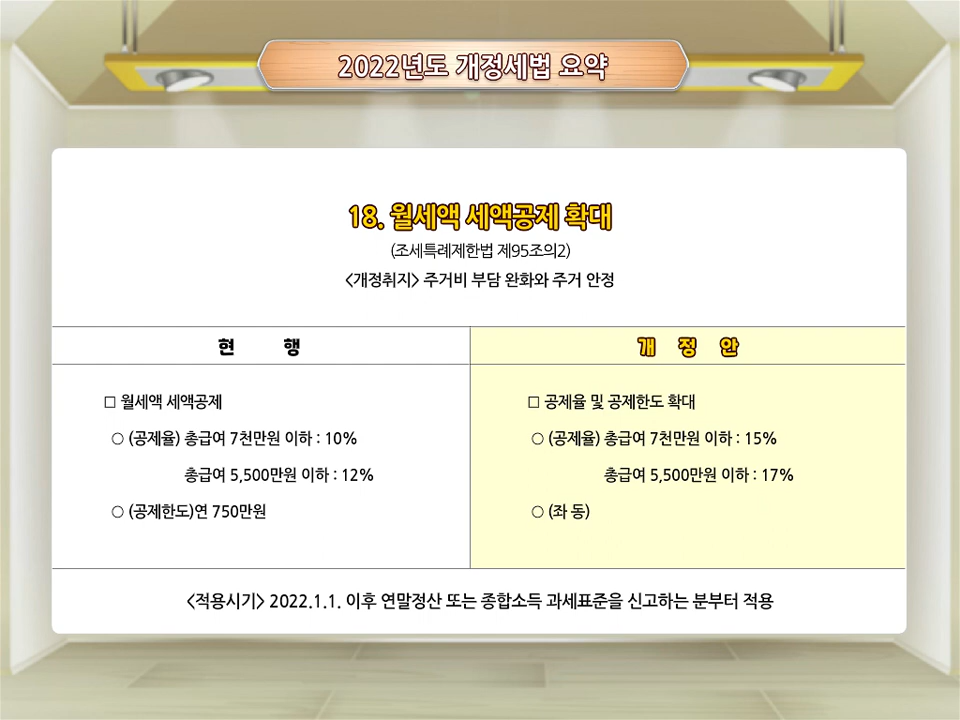 2022년도 개정세법 요약
18. 월세액 세액공제 확대
(조세특례제한법 제95조의2)
<개정취지> 주거비 부담 완화와 주거 안정
현 행
개 정 안
□ 월세액 세액공제
○ (공제율) 총급여 7천만원 이하 : 10%
총급여 5,500만원 이하 : 12%
○ (공제한도)연 750만원
□ 공제율 및 공제한도 확대
○ (공제율) 총급여 7천만원 이하 : 15%
총급여 5,500만원 이하 : 17%
○ (좌 동)
<적용시기> 2022.1.1. 이후 연말정산 또는 종합소득 과세표준을 신고하는 분부터 적용